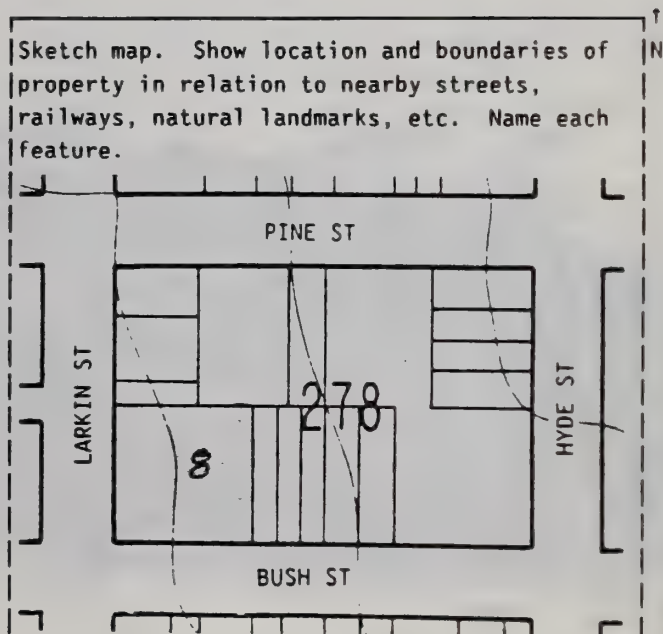 ↑
Sketch map. Show location and boundaries of
N
property in relation to nearby streets,
railways, natural landmarks, etc. Name each
feature.
PINE ST
LARKIN ST
278
HYDE ST
8
BUSH ST